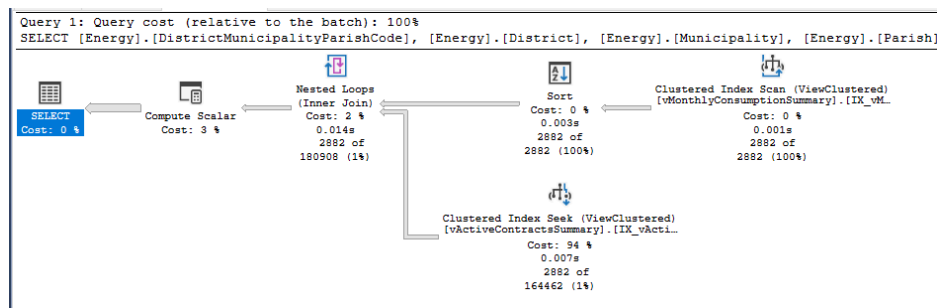 Query 1: Query cost (relative to the batch): 100%
SELECT [Energy].[DistrictMunicipalityParishCode], [Energy].[District], [Energy].[Municipality], [Energy].[Parish]
SELECT
Cost: 0 %
Compute Scalar
Cost: 3 %
Nested Loops
(Inner Join)
Cost: 2 %
0.014s
2882 of
180908 (1%)
Sort
Cost: 0 %
0.003s
2882 of
2882 (100%)
Clustered Index Scan (ViewClustered)
[vMonthlyConsumptionSummary].[IX_vM…
Cost: 0 %
0.001s
2882 of
2882 (100%)
Clustered Index Seek (ViewClustered)
[vActiveContractsSummary].[IX_vActi…
Cost: 94 %
0.007s
2882 of
164462 (1%)